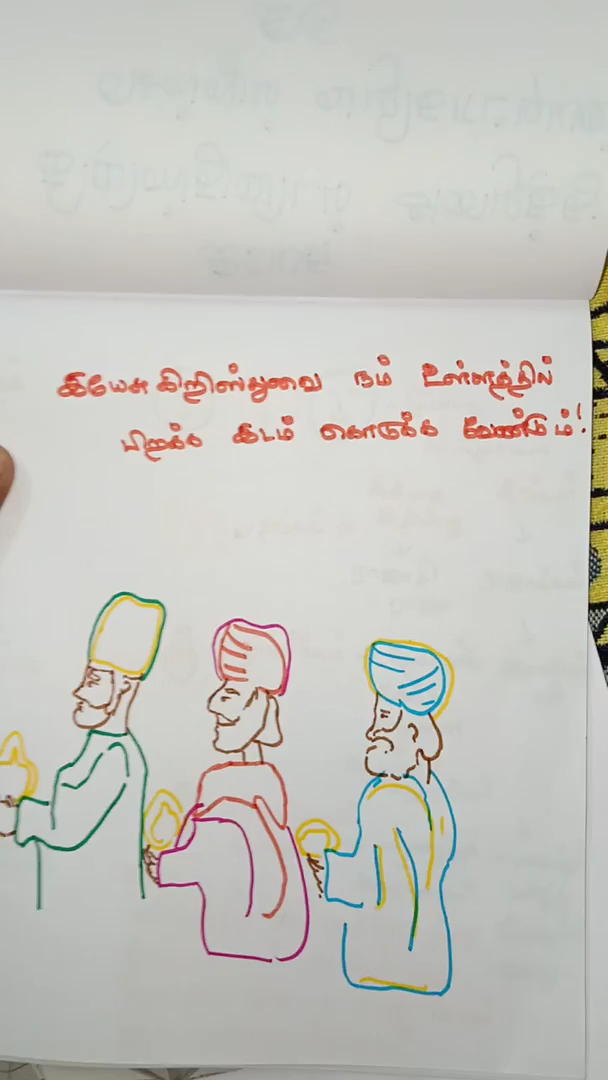 இயேசு கிறிஸ்துவை நம் உள்ளத்தில்
பிறக்க இடம் கொடுக்க வேண்டும்!